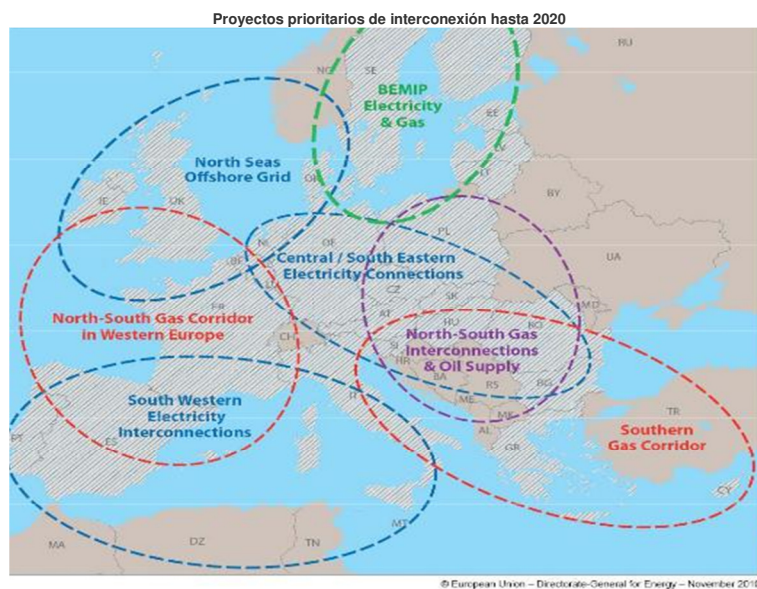 Proyectos prioritarios de interconexión hasta 2020
RU
NO
SE
BEMIP
Electricity
& Gas
EE
LV
LT
North Seas
Offshore Grid
DK
BY
IE
UK
PL
NL
DE
UA
BE
Central / South Eastern
Electricity Connections
LU
CZ
SK
FR
AT
HU
MD
North-South Gas Corridor
in Western Europe
RO
CH
North-South Gas
Interconnections
& Oil Supply
SI
HR
BA
RS
BG
IT
ME
South Western
Electricity
Interconnections
MK
TR
AL
Southern
Gas Corridor
PT
ES
GR
CY
MT
MA
DZ
TN
© European Union – Directorate-General for Energy – November 2010